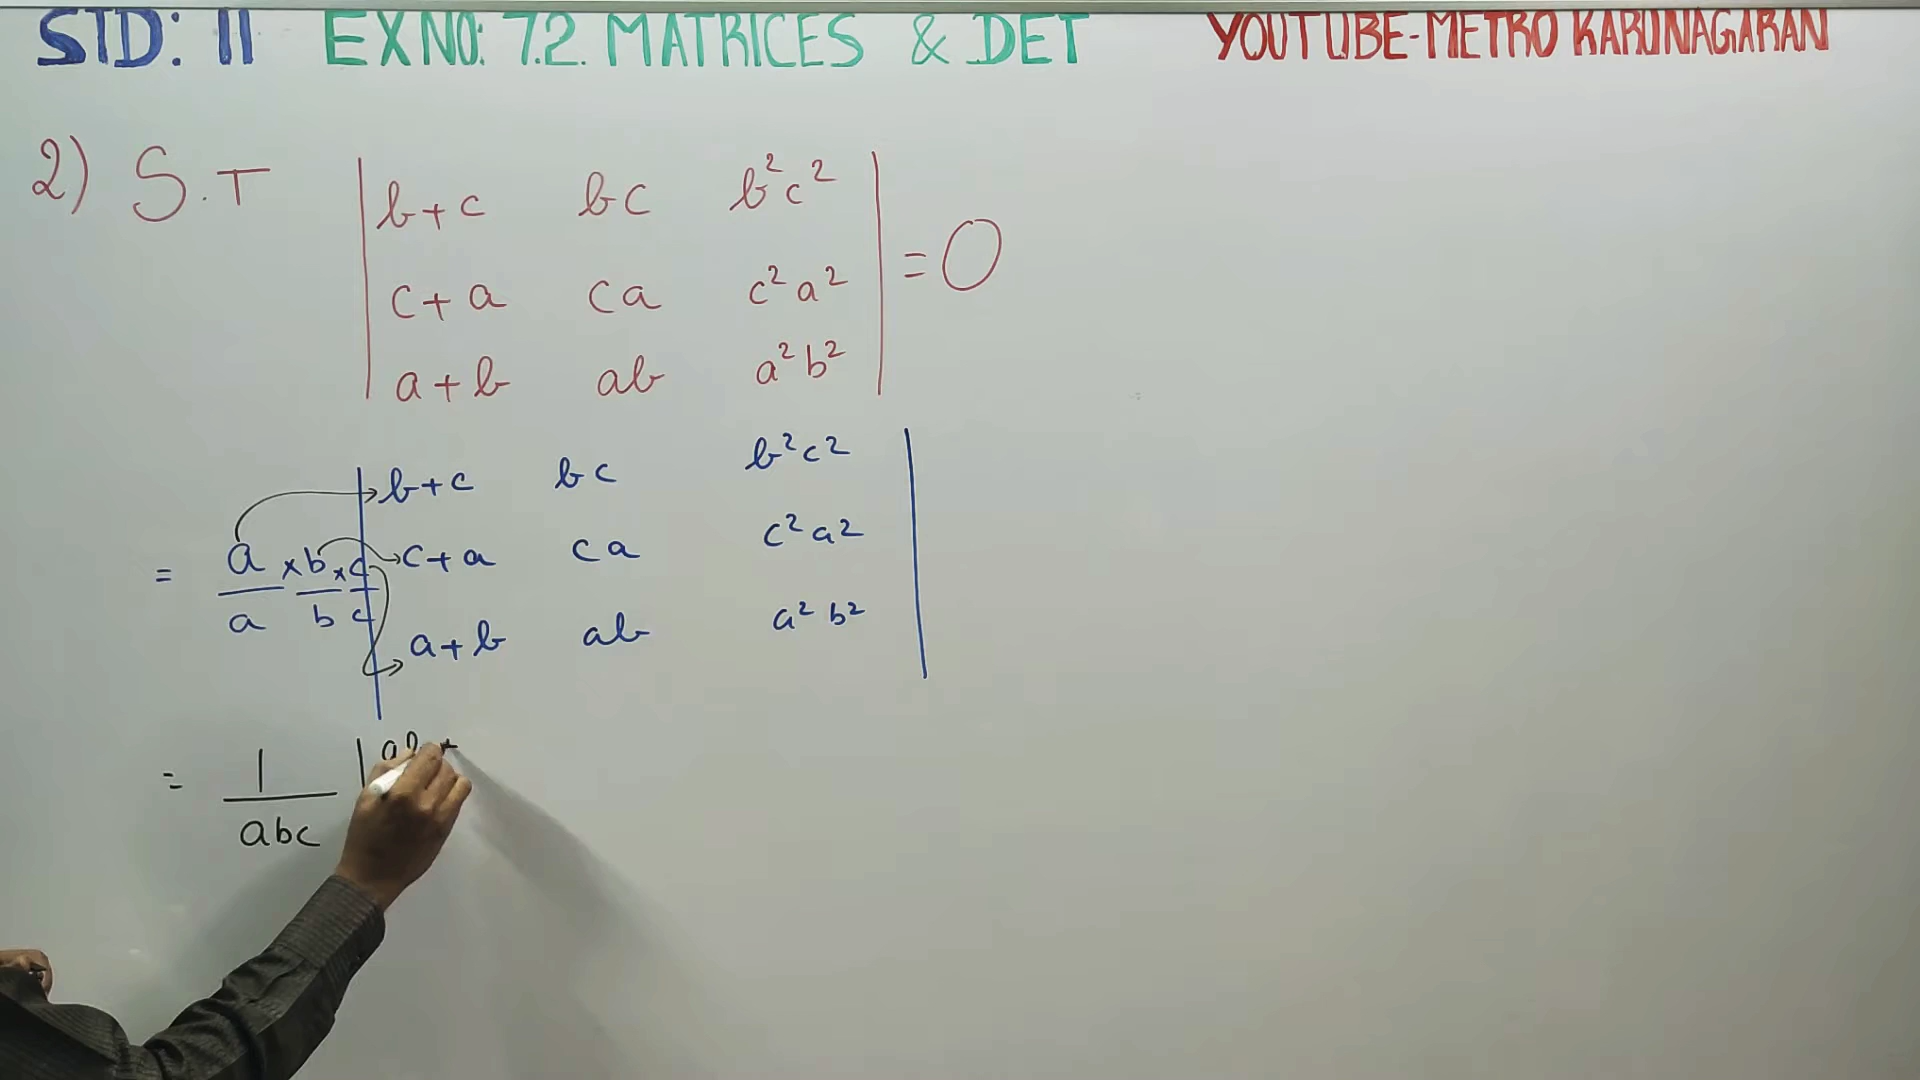 STD: 11 EX NO: 7.2. MATRICES & DET YOUTUBE-METRO KARUNAGARAN
2) S.T | b+c bc b²c² |
| c+a ca c²a² | = 0
| a+b ab a²b² |
| b+c bc b²c² |
= a/a × b/b × c/c | c+a ca c²a² |
| a+b ab a²b² |
= 1/abc | ab +